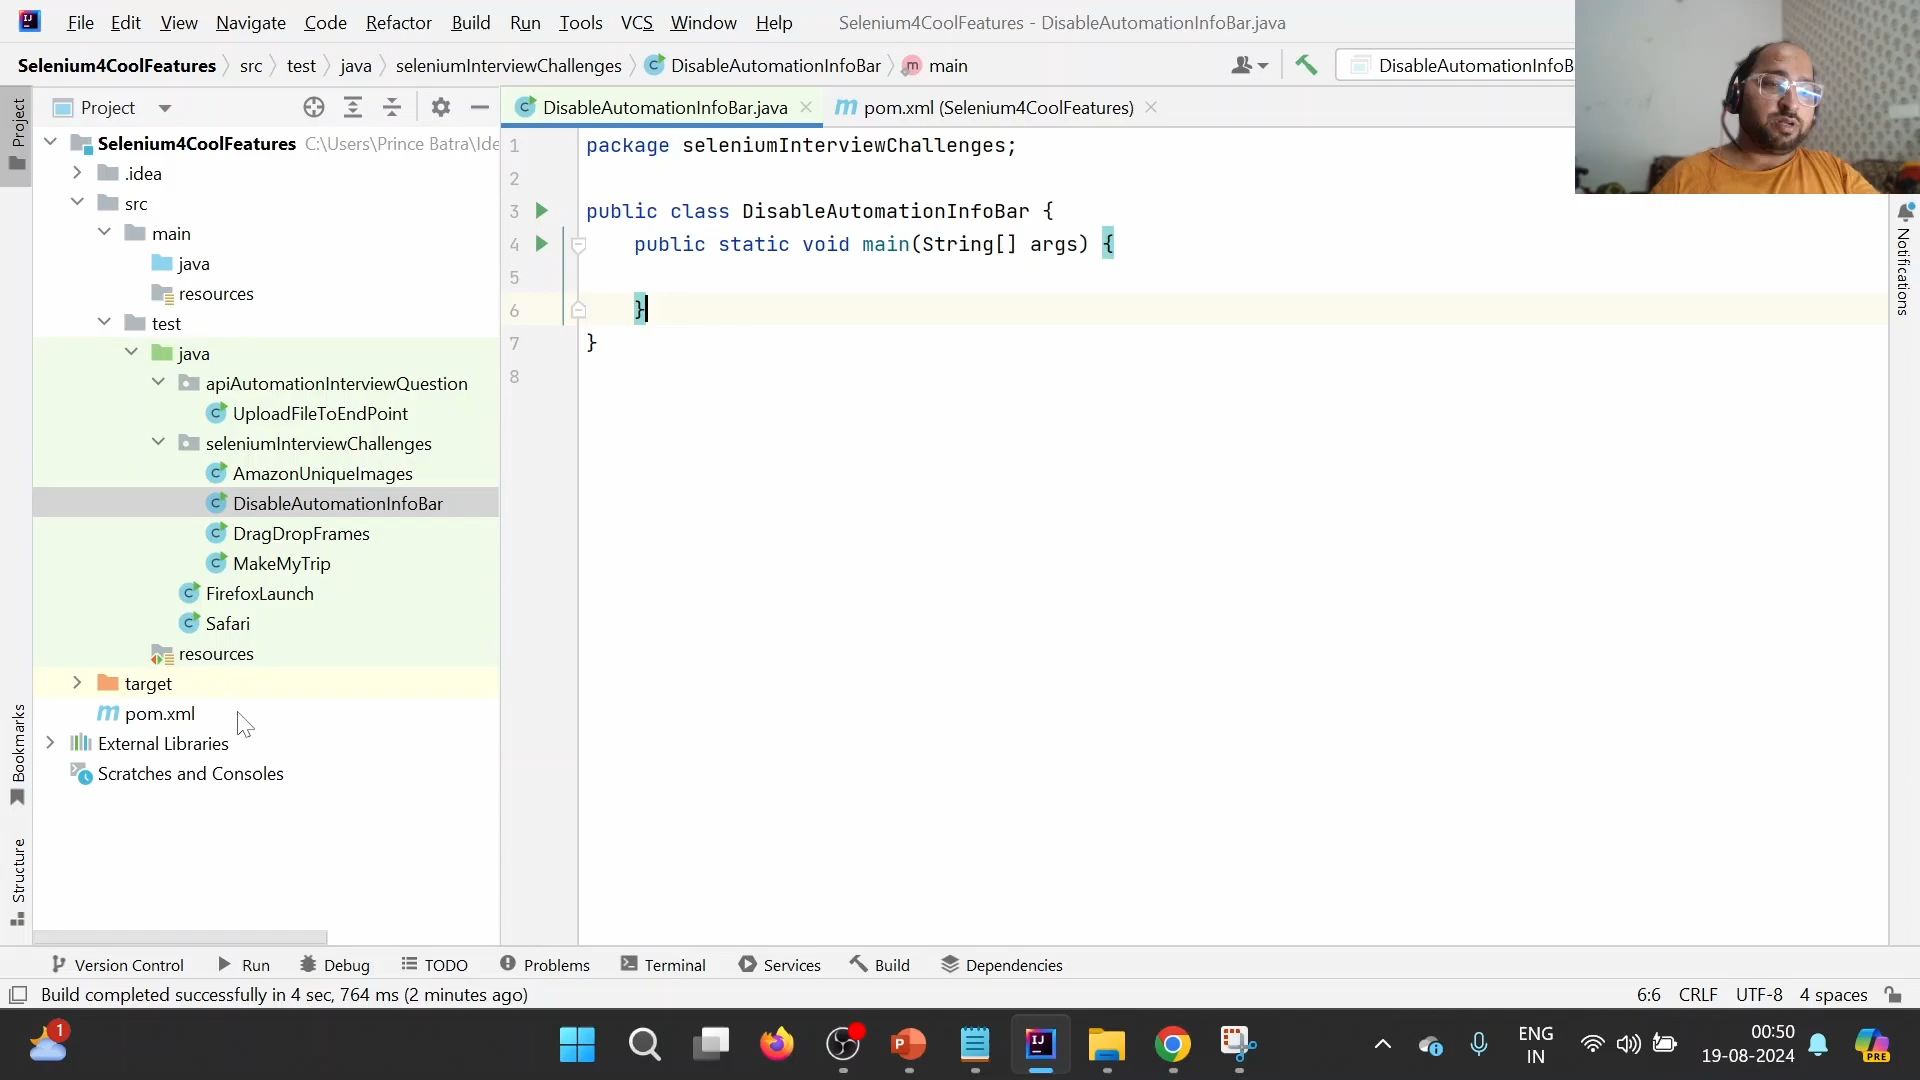 File Edit View Navigate Code Refactor Build Run Tools VCS Window Help Selenium4CoolFeatures - DisableAutomationInfoBar.java
Selenium4CoolFeatures src test java seleniumInterviewChallenges DisableAutomationInfoBar main DisableAutomationInfoB
Project
DisableAutomationInfoBar.java pom.xml (Selenium4CoolFeatures)
Project
Selenium4CoolFeatures C:\Users\Prince Batra\Ide
.idea
src
main
java
resources
test
java
apiAutomationInterviewQuestion
UploadFileToEndPoint
seleniumInterviewChallenges
AmazonUniqueImages
DisableAutomationInfoBar
DragDropFrames
MakeMyTrip
FirefoxLaunch
Safari
resources
target
pom.xml
External Libraries
Scratches and Consoles
Bookmarks
Structure
1 package seleniumInterviewChallenges;
2
3 public class DisableAutomationInfoBar {
4 public static void main(String[] args) {
5
6 }
7 }
8
Notifications
Version Control Run Debug TODO Problems Terminal Services Build Dependencies
Build completed successfully in 4 sec, 764 ms (2 minutes ago) 6:6 CRLF UTF-8 4 spaces
1
P
IJ
ENG
IN
00:50
19-08-2024
PRE